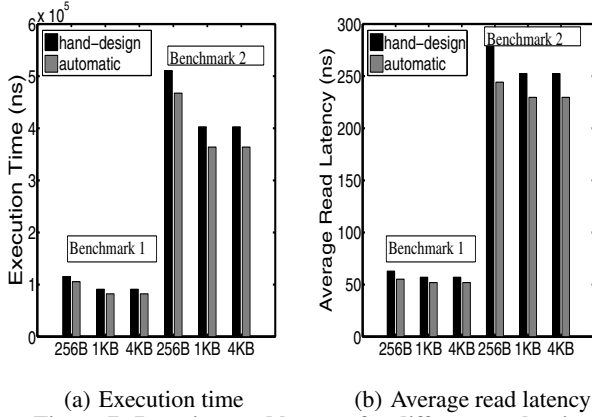 6 x 10^5
hand-design
automatic
Benchmark 2
5
4
3
2
1
0
Execution Time (ns)
Benchmark 1
256B 1KB 4KB 256B 1KB 4KB
300
250
200
150
100
50
0
Average Read Latency (ns)
hand-design
automatic
Benchmark 2
Benchmark 1
256B 1KB 4KB 256B 1KB 4KB
(a) Execution time
(b) Average read latency